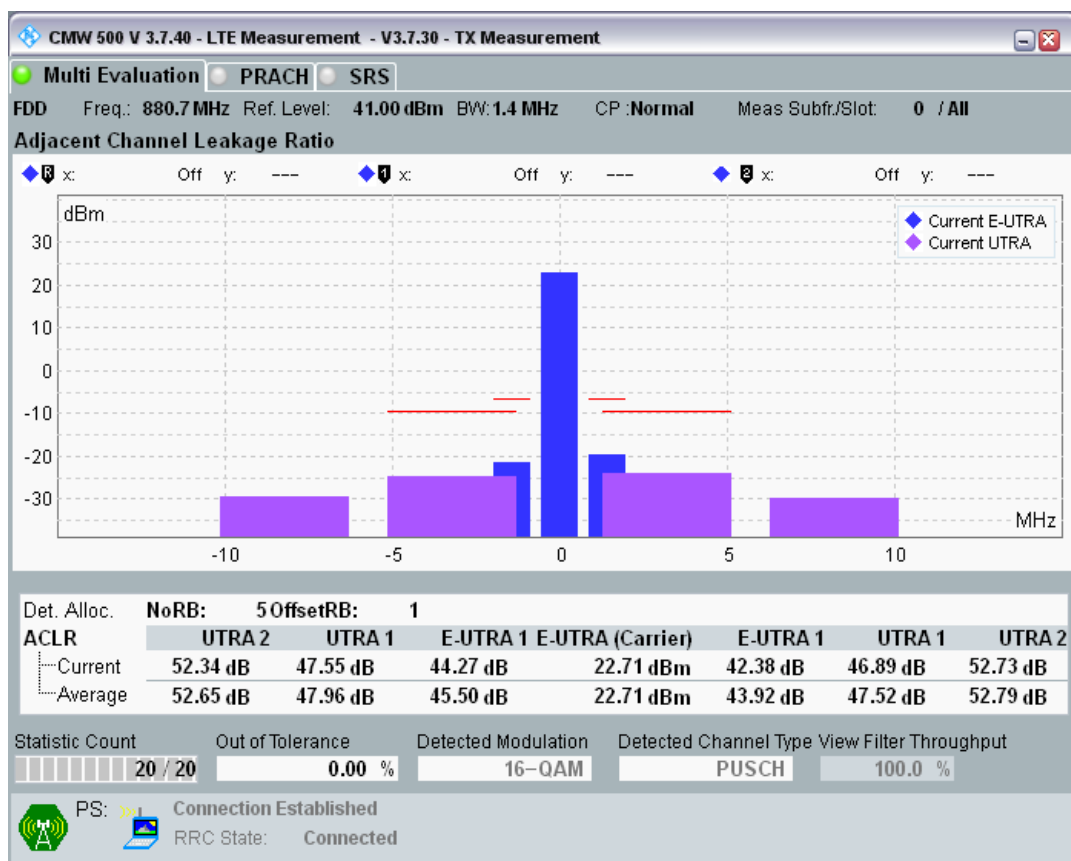 CMW 500 V 3.7.40 - LTE Measurement - V3.7.30 - TX Measurement
Multi Evaluation PRACH SRS
FDD Freq.: 880.7 MHz Ref. Level: 41.00 dBm BW: 1.4 MHz CP :Normal Meas Subfr./Slot: 0 / All
Adjacent Channel Leakage Ratio
R x: Off y: --- 1 x: Off y: --- 2 x: Off y: ---
dBm
Current E-UTRA
Current UTRA
30
20
10
0
-10
-20
-30
MHz
-10 -5 0 5 10
Det. Alloc. NoRB: 5 OffsetRB: 1
ACLR UTRA 2 UTRA 1 E-UTRA 1 E-UTRA (Carrier) E-UTRA 1 UTRA 1 UTRA 2
Current 52.34 dB 47.55 dB 44.27 dB 22.71 dBm 42.38 dB 46.89 dB 52.73 dB
Average 52.65 dB 47.96 dB 45.50 dB 22.71 dBm 43.92 dB 47.52 dB 52.79 dB
Statistic Count Out of Tolerance Detected Modulation Detected Channel Type View Filter Throughput
20 / 20 0.00 % 16-QAM PUSCH 100.0 %
PS: Connection Established
RRC State: Connected